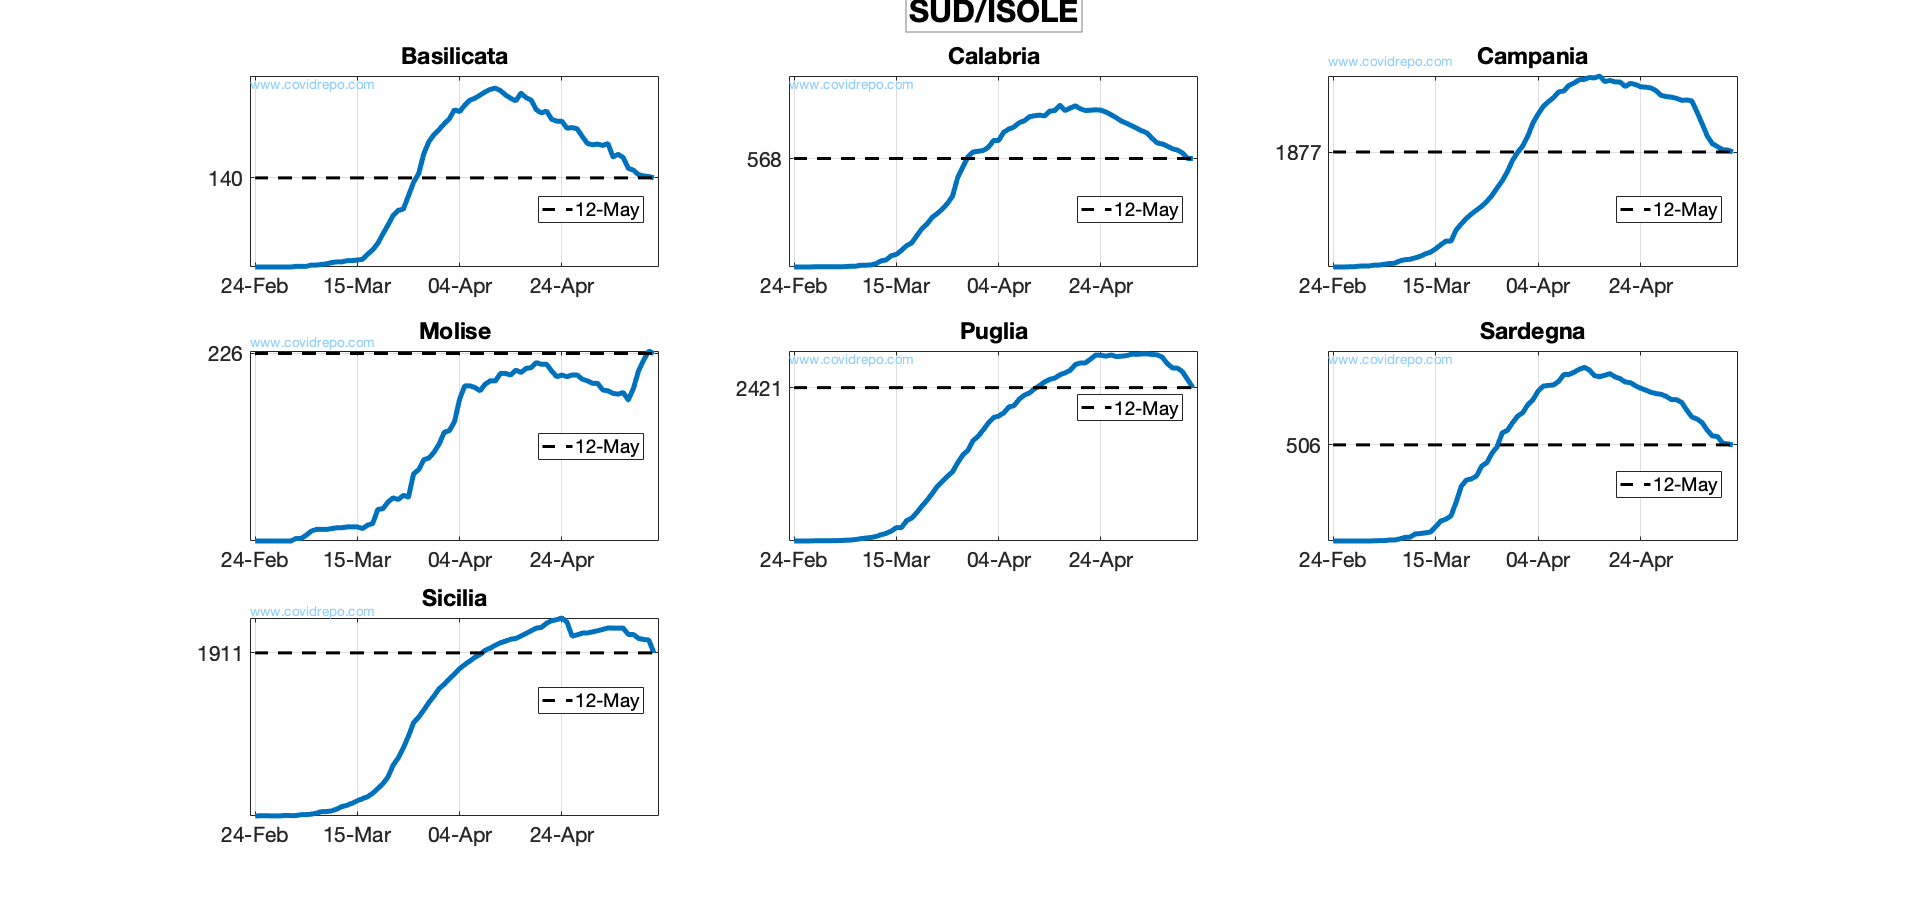 SUD/ISOLE
Basilicata
www.covidrepo.com
140
12-May
24-Feb 15-Mar 04-Apr 24-Apr
Calabria
www.covidrepo.com
568
12-May
24-Feb 15-Mar 04-Apr 24-Apr
Campania
www.covidrepo.com
1877
12-May
24-Feb 15-Mar 04-Apr 24-Apr
Molise
www.covidrepo.com
226
12-May
24-Feb 15-Mar 04-Apr 24-Apr
Puglia
www.covidrepo.com
2421
12-May
24-Feb 15-Mar 04-Apr 24-Apr
Sardegna
www.covidrepo.com
506
12-May
24-Feb 15-Mar 04-Apr 24-Apr
Sicilia
www.covidrepo.com
1911
12-May
24-Feb 15-Mar 04-Apr 24-Apr